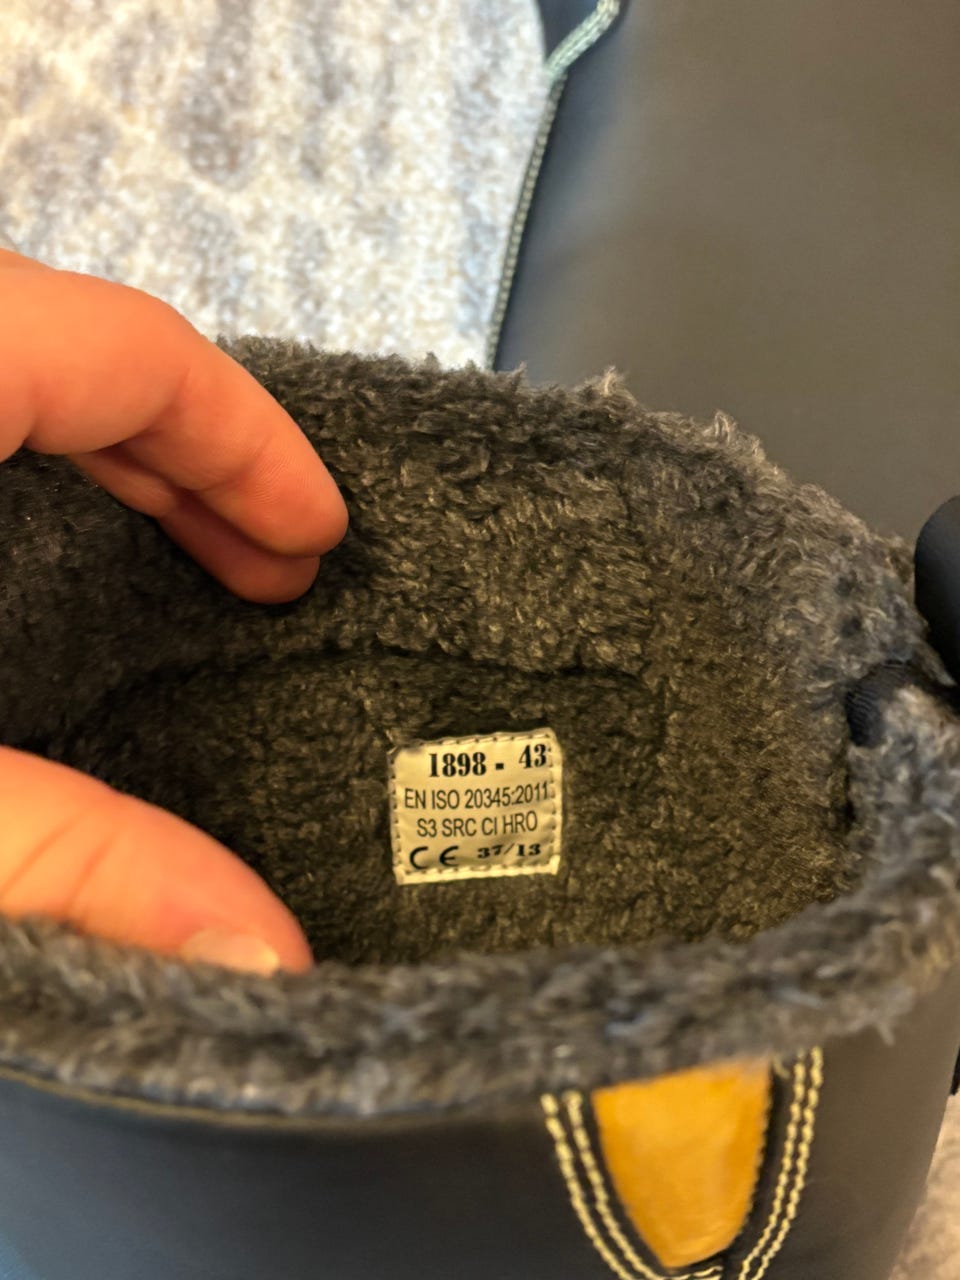 1898 - 43
EN ISO 20345:2011
S3 SRC CI HRO
CE 37/13